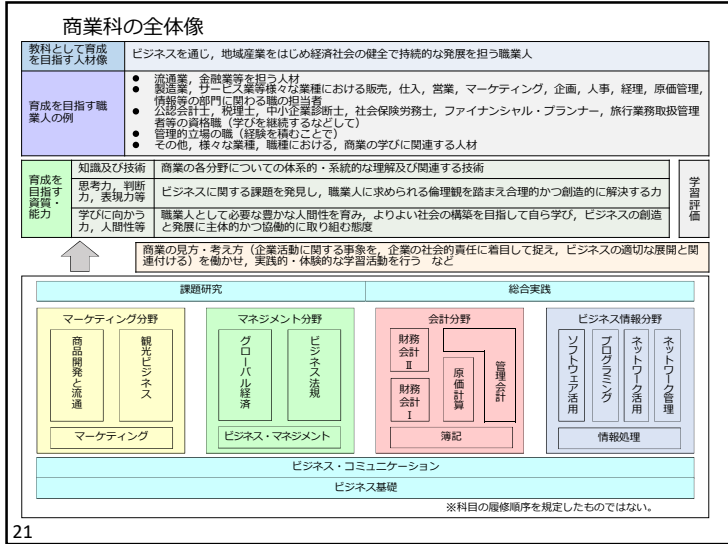 商業科の全体像
教科として育成
を目指す人材像
ビジネスを通じ，地域産業をはじめ経済社会の健全で持続的な発展を担う職業人
育成を目指す職
業人の例
● 流通業，金融業等を担う人材
● 製造業，サービス業等様々な業種における販売，仕入，営業，マーケティング，企画，人事，経理，原価管理，
情報等の部門に関わる職の担当者
● 公認会計士，税理士，中小企業診断士，社会保険労務士，ファイナンシャル・プランナー，旅行業務取扱管理
者等の資格職（学びを継続するなどして）
● 管理的立場の職（経験を積むことで）
● その他，様々な業種，職種における，商業の学びに関連する人材
育成を
目指す
資質・
能力
知識及び技術
商業の各分野についての体系的・系統的な理解及び関連する技術
思考力，判断
力，表現力等
ビジネスに関する課題を発見し，職業人に求められる倫理観を踏まえ合理的かつ創造的に解決する力
学びに向かう
力，人間性等
職業人として必要な豊かな人間性を育み，よりよい社会の構築を目指して自ら学び，ビジネスの創造
と発展に主体的かつ協働的に取り組む態度
学習評価
商業の見方・考え方（企業活動に関する事象を，企業の社会的責任に着目して捉え，ビジネスの適切な展開と関
連付ける）を働かせ，実践的・体験的な学習活動を行う　など
課題研究
総合実践
マーケティング分野
商品開発と流通
観光ビジネス
マーケティング
マネジメント分野
グローバル経済
ビジネス法規
ビジネス・マネジメント
会計分野
財務
会計
Ⅱ
財務
会計
Ⅰ
原価計算
管理会計
簿記
ビジネス情報分野
ソフトウェア活用
プログラミング
ネットワーク活用
ネットワーク管理
情報処理
ビジネス・コミュニケーション
ビジネス基礎
※科目の履修順序を規定したものではない。
21